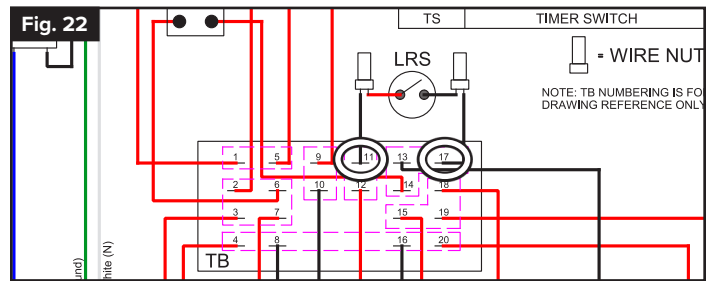 Fig. 22
TS TIMER SWITCH
= WIRE NUT
LRS
NOTE: TB NUMBERING IS FO
DRAWING REFERENCE ONLY
1 5 9 11 13 17
2 6 10 12 14 18
3 7 15 19
4 8 16 20
TB
und)
hite (N)